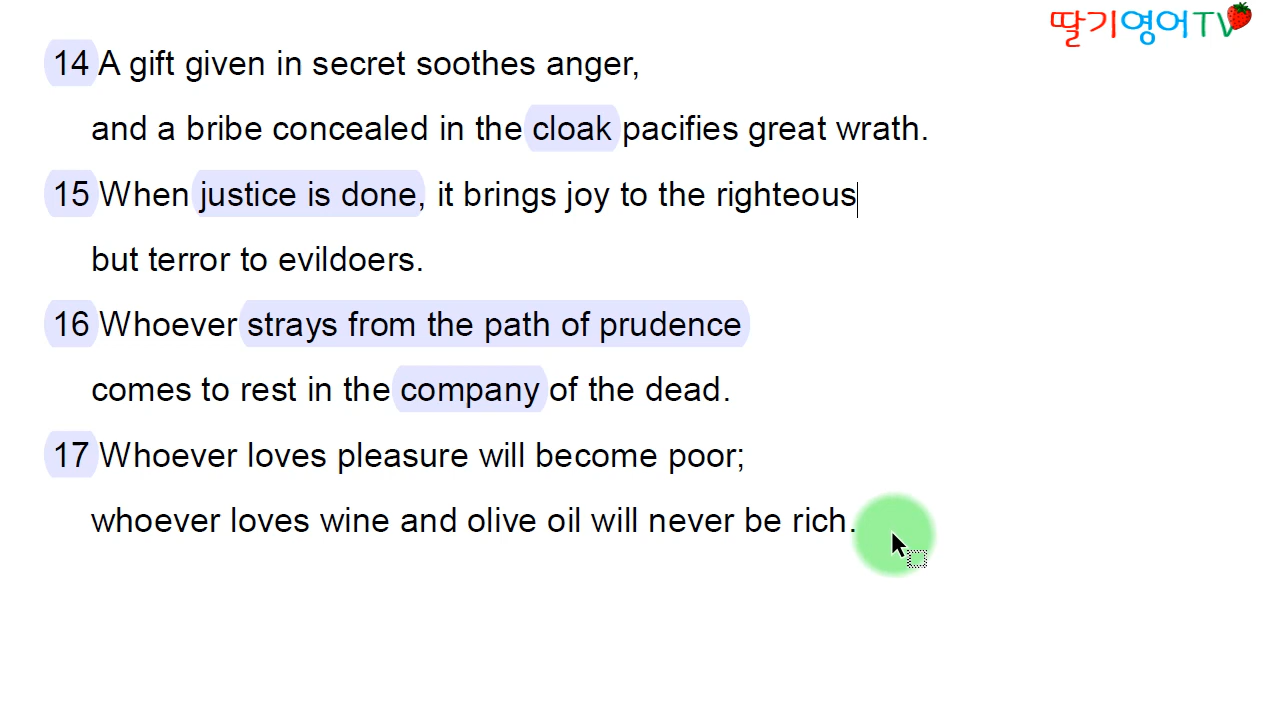 딸기영어TV
14 A gift given in secret soothes anger,
and a bribe concealed in the cloak pacifies great wrath.
15 When justice is done, it brings joy to the righteous
but terror to evildoers.
16 Whoever strays from the path of prudence
comes to rest in the company of the dead.
17 Whoever loves pleasure will become poor;
whoever loves wine and olive oil will never be rich.